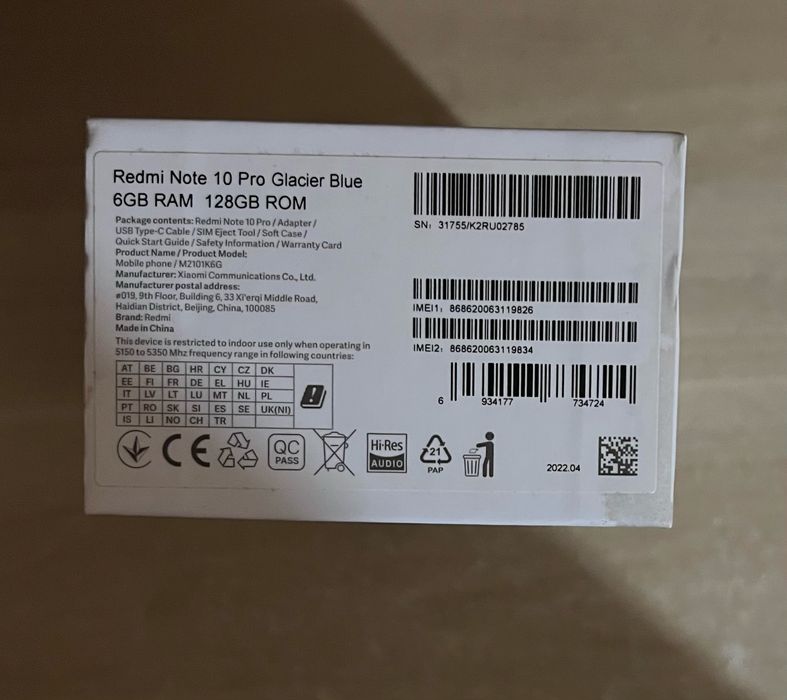 Redmi Note 10 Pro Glacier Blue
6GB RAM 128GB ROM
Package contents: Redmi Note 10 Pro / Adapter /
USB Type-C Cable / SIM Eject Tool / Soft Case /
Quick Start Guide / Safety Information / Warranty Card
Product Name / Product Model:
Mobile phone / M2101K6G
Manufacturer: Xiaomi Communications Co., Ltd.
Manufacturer postal address:
#019, 9th Floor, Building 6, 33 Xi'erqi Middle Road,
Haidian District, Beijing, China, 100085
Brand: Redmi
Made in China
This device is restricted to indoor use only when operating in
5150 to 5350 Mhz frequency range in following countries:
AT BE BG HR CY CZ DK
EE FI FR DE EL HU IE
IT LV LT LU MT NL PL
PT RO SK SI ES SE UK(NI)
IS LI NO CH TR
CE
QC
PASS
Hi-Res
AUDIO
21
PAP
SN: 31755/K2RU02785
IMEI1: 868620063119826
IMEI2: 868620063119834
6 934177 734724
2022.04